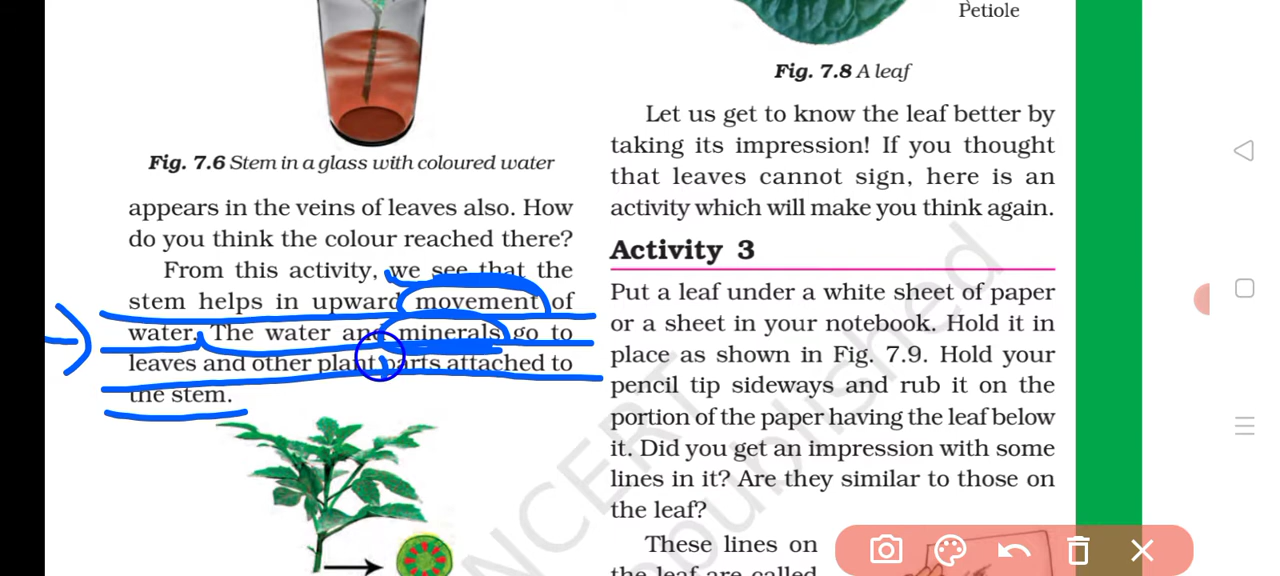 Fig. 7.6 Stem in a glass with coloured water
appears in the veins of leaves also. How
do you think the colour reached there?
From this activity, we see that the
stem helps in upward movement of
water. The water and minerals go to
leaves and other plant parts attached to
the stem.
Petiole
Fig. 7.8 A leaf
Let us get to know the leaf better by
taking its impression! If you thought
that leaves cannot sign, here is an
activity which will make you think again.
Activity 3
Put a leaf under a white sheet of paper
or a sheet in your notebook. Hold it in
place as shown in Fig. 7.9. Hold your
pencil tip sideways and rub it on the
portion of the paper having the leaf below
it. Did you get an impression with some
lines in it? Are they similar to those on
the leaf?
These lines on
the leaf are called
NCERT
republished